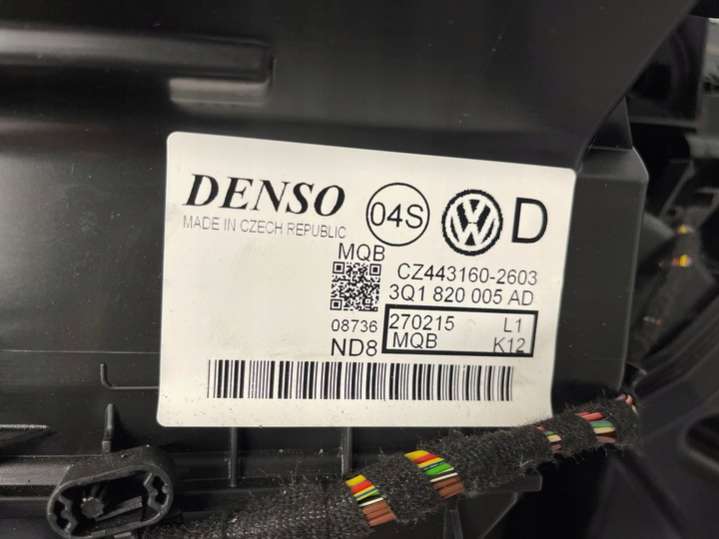 DENSO 04S VW D
MADE IN CZECH REPUBLIC
MQB
CZ443160-2603
3Q1 820 005 AD
08736 270215 L1
ND8 MQB K12